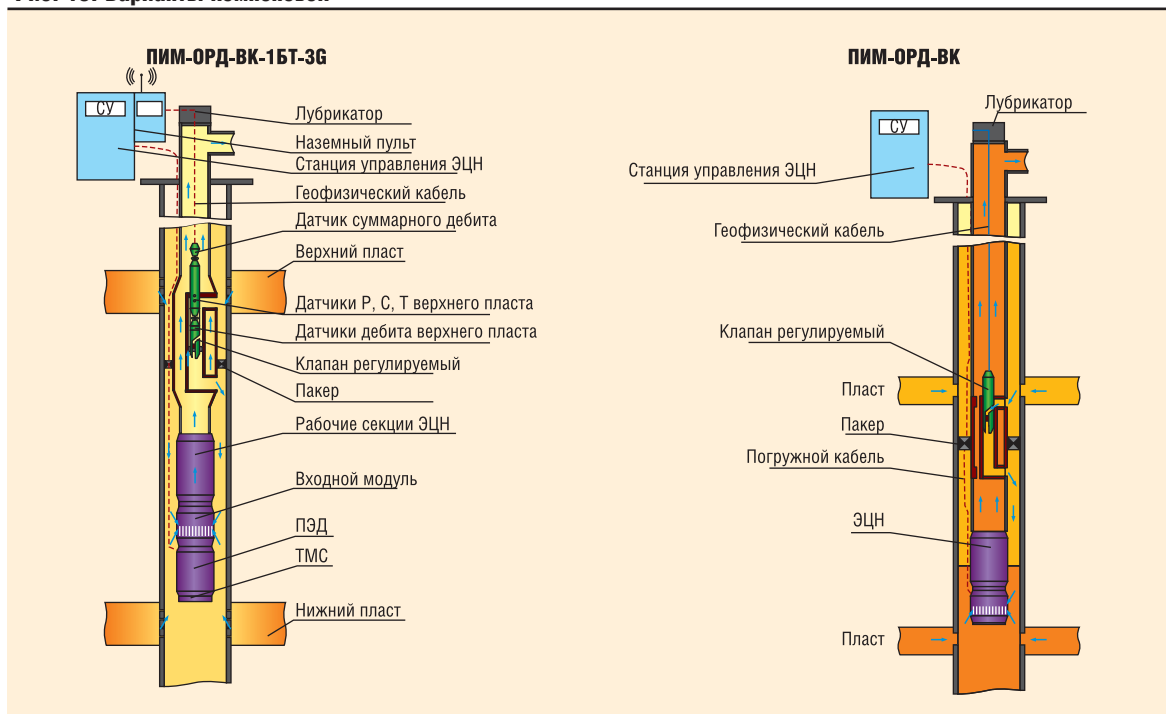 ПИМ-ОРД-ВК-1БТ-3G
СУ
Лубрикатор
Наземный пульт
Станция управления ЭЦН
Геофизический кабель
Датчик суммарного дебита
Верхний пласт
Датчики Р, С, Т верхнего пласта
Датчики дебита верхнего пласта
Клапан регулируемый
Пакер
Рабочие секции ЭЦН
Входной модуль
ПЭД
ТМС
Нижний пласт
ПИМ-ОРД-ВК
Лубрикатор
СУ
Станция управления ЭЦН
Геофизический кабель
Клапан регулируемый
Пласт
Пакер
Погружной кабель
ЭЦН
Пласт